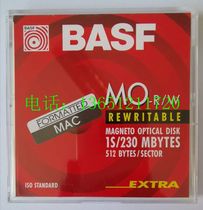 BASF
MO R/W
REWRITABLE
FORMATTED
MAC
MAGNETO OPTICAL DISK
1S/230 MBYTES
512 BYTES/SECTOR
ISO STANDARD
EXTRA